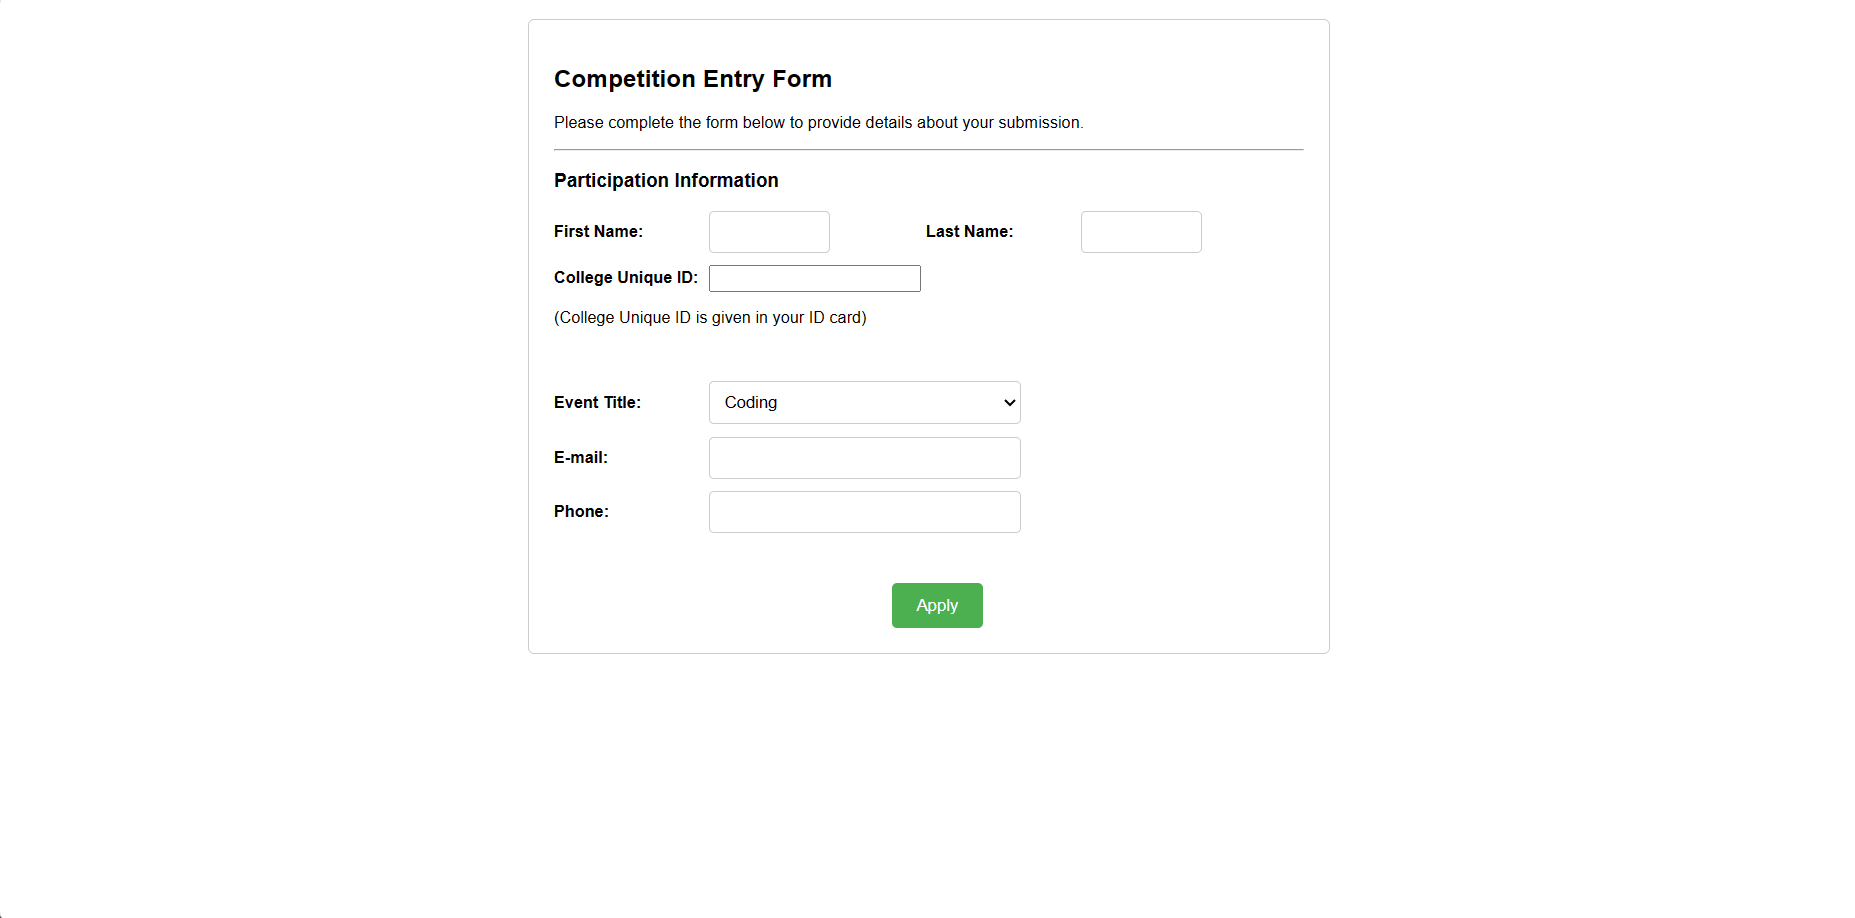 Competition Entry Form
Please complete the form below to provide details about your submission.
Participation Information
First Name: Last Name:
College Unique ID:
(College Unique ID is given in your ID card)
Event Title: Coding
E-mail:
Phone:
Apply